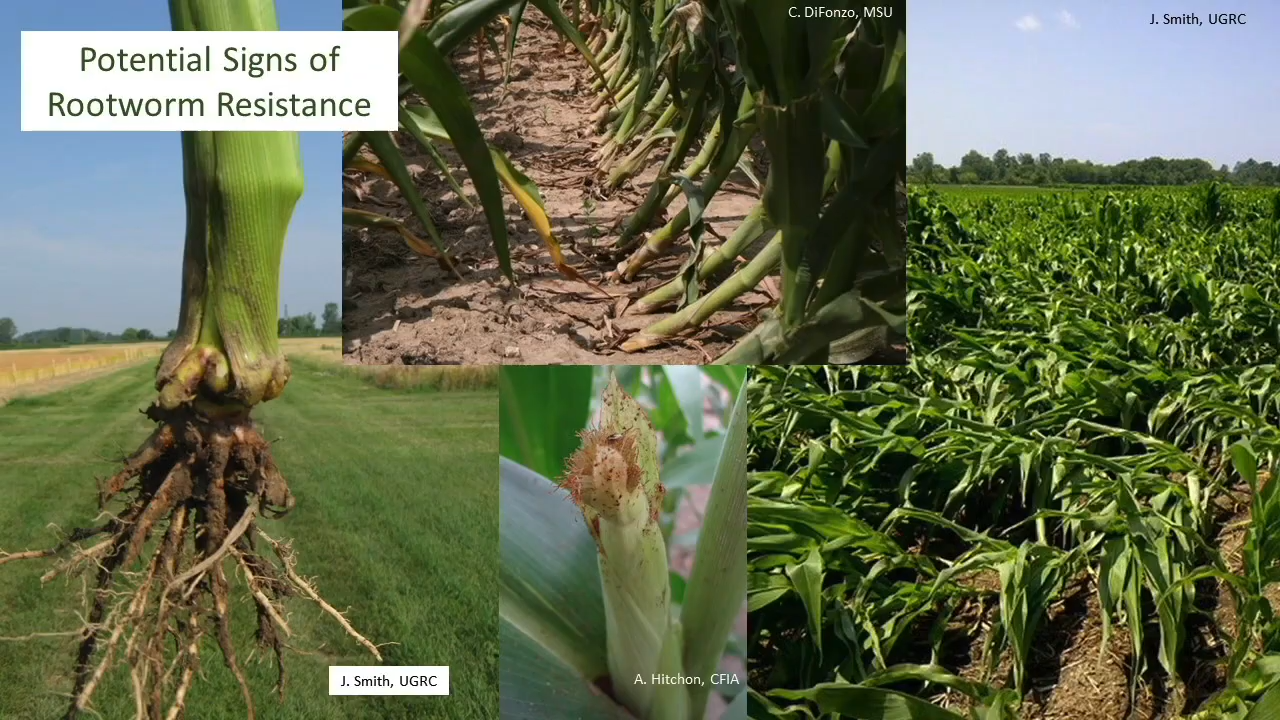 Potential Signs of
Rootworm Resistance
C. DiFonzo, MSU
J. Smith, UGRC
J. Smith, UGRC
A. Hitchon, CFIA